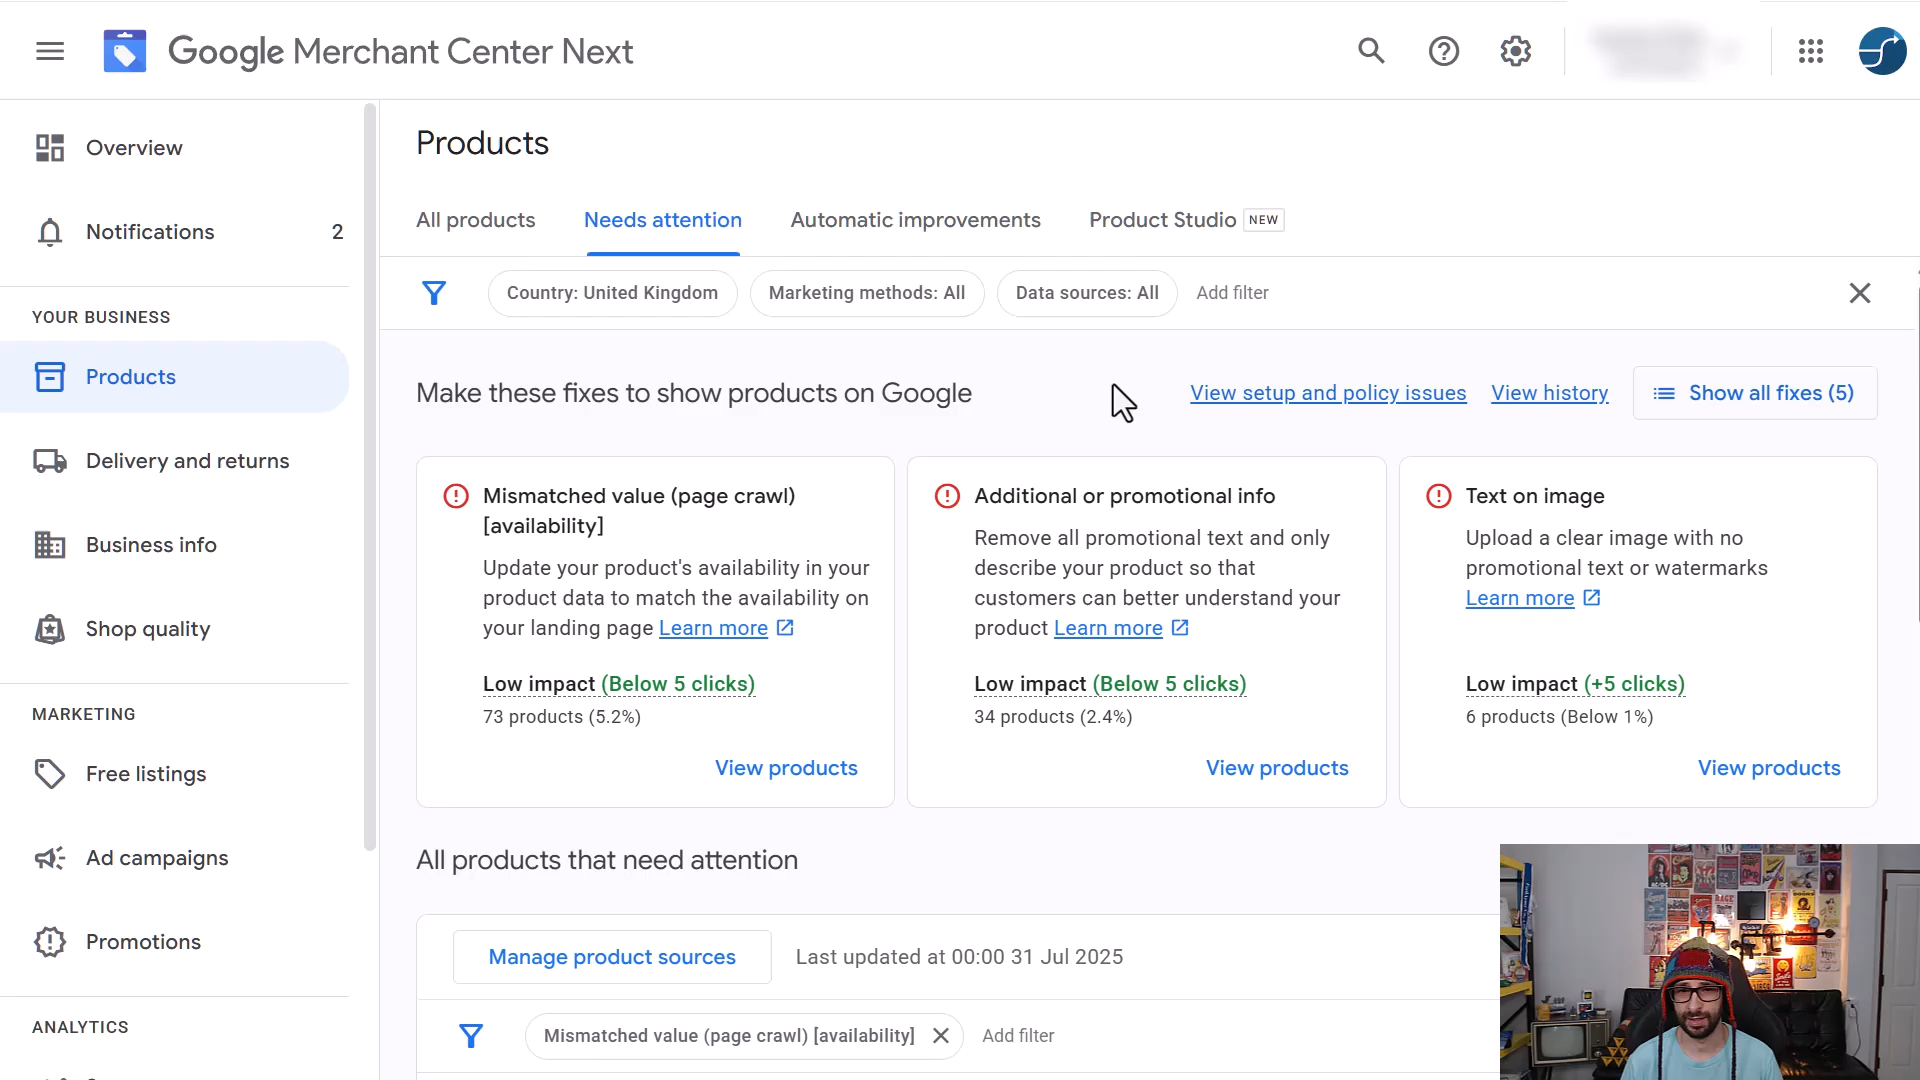 Google Merchant Center Next
Overview
Notifications 2
YOUR BUSINESS
Products
Delivery and returns
Business info
Shop quality
MARKETING
Free listings
Ad campaigns
Promotions
ANALYTICS
Products
All products
Needs attention
Automatic improvements
Product Studio NEW
Country: United Kingdom
Marketing methods: All
Data sources: All
Add filter
Make these fixes to show products on Google
View setup and policy issues
View history
Show all fixes (5)
Mismatched value (page crawl)
[availability]
Update your product's availability in your
product data to match the availability on
your landing page Learn more
Low impact (Below 5 clicks)
73 products (5.2%)
View products
Additional or promotional info
Remove all promotional text and only
describe your product so that
customers can better understand your
product Learn more
Low impact (Below 5 clicks)
34 products (2.4%)
View products
Text on image
Upload a clear image with no
promotional text or watermarks
Learn more
Low impact (+5 clicks)
6 products (Below 1%)
View products
All products that need attention
Manage product sources
Last updated at 00:00 31 Jul 2025
Mismatched value (page crawl) [availability]
Add filter